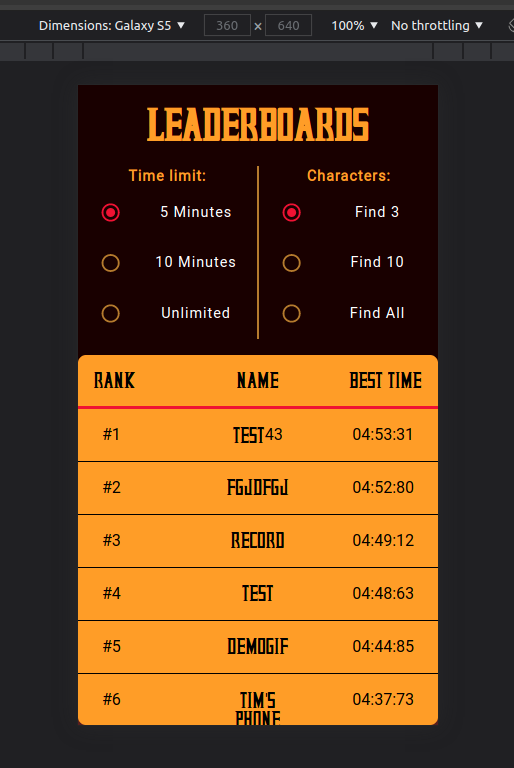 Dimensions: Galaxy S5 ▼ 360 × 640 100% ▼ No throttling ▼
LEADERBOARDS
Time limit: Characters:
5 Minutes Find 3
10 Minutes Find 10
Unlimited Find All
RANK NAME BEST TIME
#1 TEST43 04:53:31
#2 FGJDFGJ 04:52:80
#3 RECORD 04:49:12
#4 TEST 04:48:63
#5 DEMOGIF 04:44:85
#6 TIM'S 04:37:73
PHONE